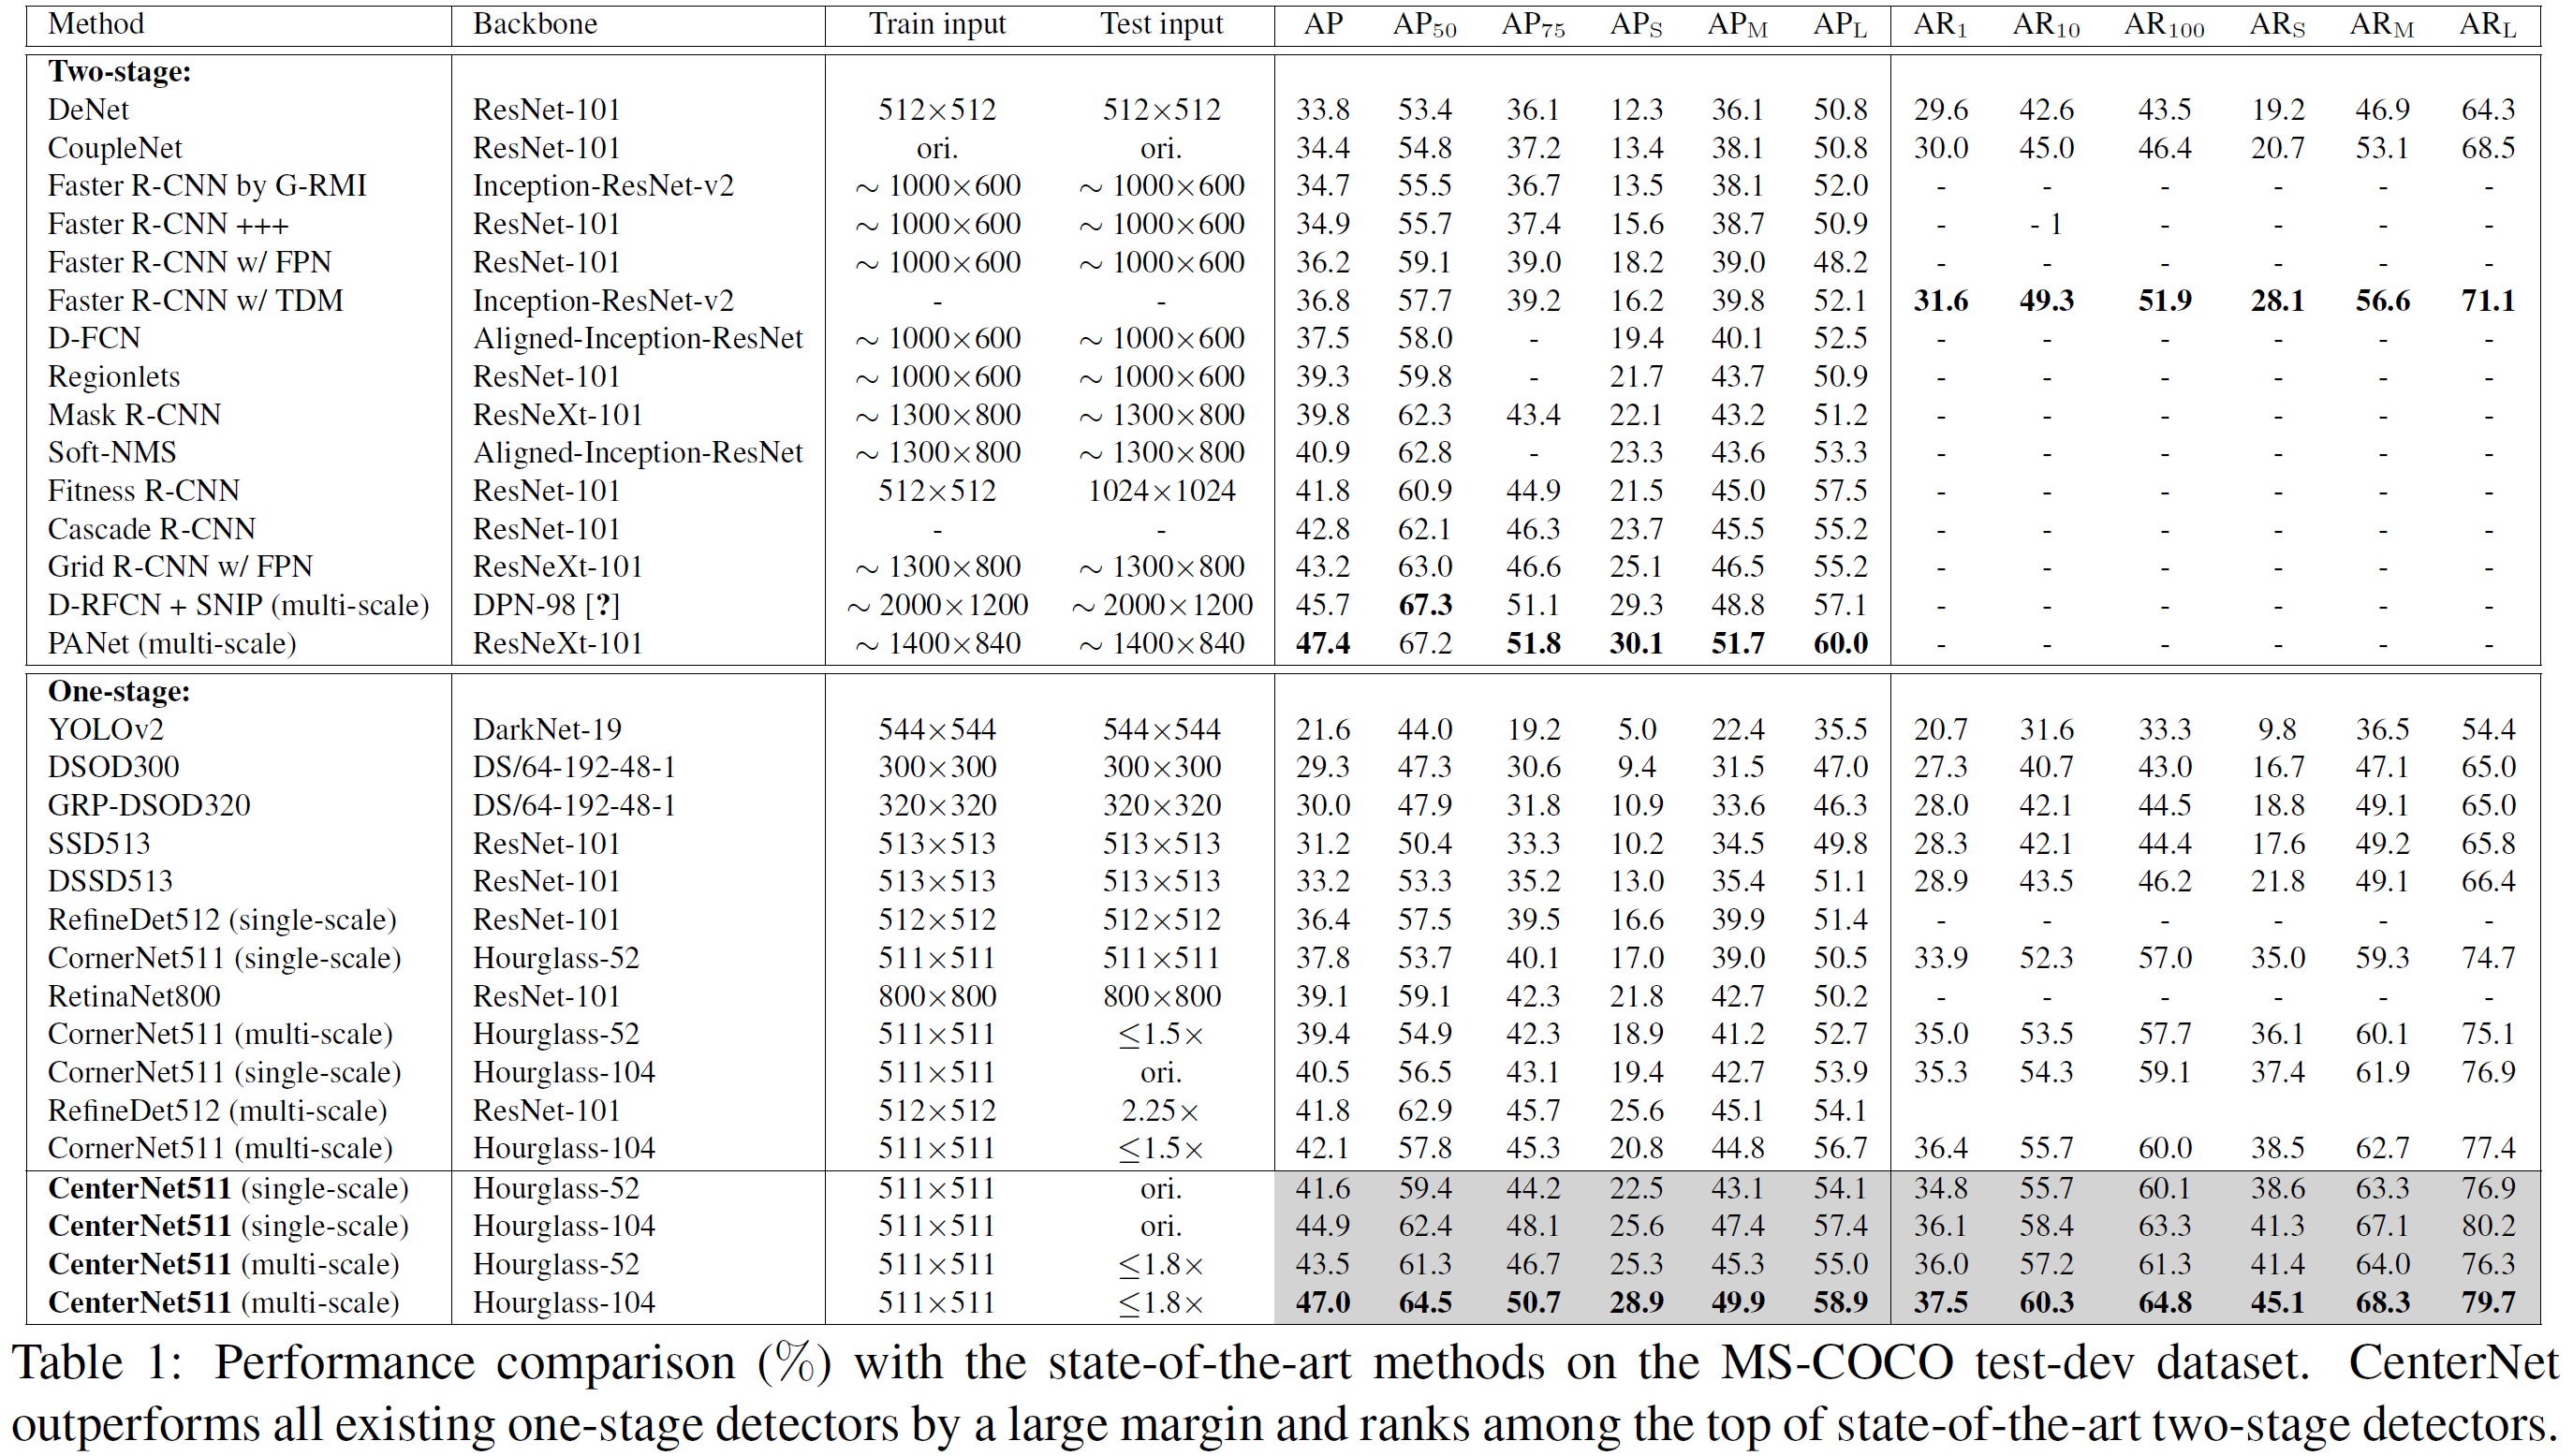 Method Backbone Train input Test input AP AP50 AP75 APS APM APL AR1 AR10 AR100 ARS ARM ARL
Two-stage:
DeNet ResNet-101 512×512 512×512 33.8 53.4 36.1 12.3 36.1 50.8 29.6 42.6 43.5 19.2 46.9 64.3
CoupleNet ResNet-101 ori. ori. 34.4 54.8 37.2 13.4 38.1 50.8 30.0 45.0 46.4 20.7 53.1 68.5
Faster R-CNN by G-RMI Inception-ResNet-v2 ∼ 1000×600 ∼ 1000×600 34.7 55.5 36.7 13.5 38.1 52.0 - - - - - -
Faster R-CNN +++ ResNet-101 ∼ 1000×600 ∼ 1000×600 34.9 55.7 37.4 15.6 38.7 50.9 - - 1 - - - -
Faster R-CNN w/ FPN ResNet-101 ∼ 1000×600 ∼ 1000×600 36.2 59.1 39.0 18.2 39.0 48.2 - - - - - -
Faster R-CNN w/ TDM Inception-ResNet-v2 - - 36.8 57.7 39.2 16.2 39.8 52.1 31.6 49.3 51.9 28.1 56.6 71.1
D-FCN Aligned-Inception-ResNet ∼ 1000×600 ∼ 1000×600 37.5 58.0 - 19.4 40.1 52.5 - - - - - -
Regionlets ResNet-101 ∼ 1000×600 ∼ 1000×600 39.3 59.8 - 21.7 43.7 50.9 - - - - - -
Mask R-CNN ResNeXt-101 ∼ 1300×800 ∼ 1300×800 39.8 62.3 43.4 22.1 43.2 51.2 - - - - - -
Soft-NMS Aligned-Inception-ResNet ∼ 1300×800 ∼ 1300×800 40.9 62.8 - 23.3 43.6 53.3 - - - - - -
Fitness R-CNN ResNet-101 512×512 1024×1024 41.8 60.9 44.9 21.5 45.0 57.5 - - - - - -
Cascade R-CNN ResNet-101 - - 42.8 62.1 46.3 23.7 45.5 55.2 - - - - - -
Grid R-CNN w/ FPN ResNeXt-101 ∼ 1300×800 ∼ 1300×800 43.2 63.0 46.6 25.1 46.5 55.2 - - - - - -
D-RFCN + SNIP (multi-scale) DPN-98 [?] ∼ 2000×1200 ∼ 2000×1200 45.7 67.3 51.1 29.3 48.8 57.1 - - - - - -
PANet (multi-scale) ResNeXt-101 ∼ 1400×840 ∼ 1400×840 47.4 67.2 51.8 30.1 51.7 60.0 - - - - - -
One-stage:
YOLOv2 DarkNet-19 544×544 544×544 21.6 44.0 19.2 5.0 22.4 35.5 20.7 31.6 33.3 9.8 36.5 54.4
DSOD300 DS/64-192-48-1 300×300 300×300 29.3 47.3 30.6 9.4 31.5 47.0 27.3 40.7 43.0 16.7 47.1 65.0
GRP-DSOD320 DS/64-192-48-1 320×320 320×320 30.0 47.9 31.8 10.9 33.6 46.3 28.0 42.1 44.5 18.8 49.1 65.0
SSD513 ResNet-101 513×513 513×513 31.2 50.4 33.3 10.2 34.5 49.8 28.3 42.1 44.4 17.6 49.2 65.8
DSSD513 ResNet-101 513×513 513×513 33.2 53.3 35.2 13.0 35.4 51.1 28.9 43.5 46.2 21.8 49.1 66.4
RefineDet512 (single-scale) ResNet-101 512×512 512×512 36.4 57.5 39.5 16.6 39.9 51.4 - - - - - -
CornerNet511 (single-scale) Hourglass-52 511×511 511×511 37.8 53.7 40.1 17.0 39.0 50.5 33.9 52.3 57.0 35.0 59.3 74.7
RetinaNet800 ResNet-101 800×800 800×800 39.1 59.1 42.3 21.8 42.7 50.2 - - - - - -
CornerNet511 (multi-scale) Hourglass-52 511×511 ≤1.5× 39.4 54.9 42.3 18.9 41.2 52.7 35.0 53.5 57.7 36.1 60.1 75.1
CornerNet511 (single-scale) Hourglass-104 511×511 ori. 40.5 56.5 43.1 19.4 42.7 53.9 35.3 54.3 59.1 37.4 61.9 76.9
RefineDet512 (multi-scale) ResNet-101 512×512 2.25× 41.8 62.9 45.7 25.6 45.1 54.1
CornerNet511 (multi-scale) Hourglass-104 511×511 ≤1.5× 42.1 57.8 45.3 20.8 44.8 56.7 36.4 55.7 60.0 38.5 62.7 77.4
CenterNet511 (single-scale) Hourglass-52 511×511 ori. 41.6 59.4 44.2 22.5 43.1 54.1 34.8 55.7 60.1 38.6 63.3 76.9
CenterNet511 (single-scale) Hourglass-104 511×511 ori. 44.9 62.4 48.1 25.6 47.4 57.4 36.1 58.4 63.3 41.3 67.1 80.2
CenterNet511 (multi-scale) Hourglass-52 511×511 ≤1.8× 43.5 61.3 46.7 25.3 45.3 55.0 36.0 57.2 61.3 41.4 64.0 76.3
CenterNet511 (multi-scale) Hourglass-104 511×511 ≤1.8× 47.0 64.5 50.7 28.9 49.9 58.9 37.5 60.3 64.8 45.1 68.3 79.7
Table 1: Performance comparison (%) with the state-of-the-art methods on the MS-COCO test-dev dataset. CenterNet
outperforms all existing one-stage detectors by a large margin and ranks among the top of state-of-the-art two-stage detectors.